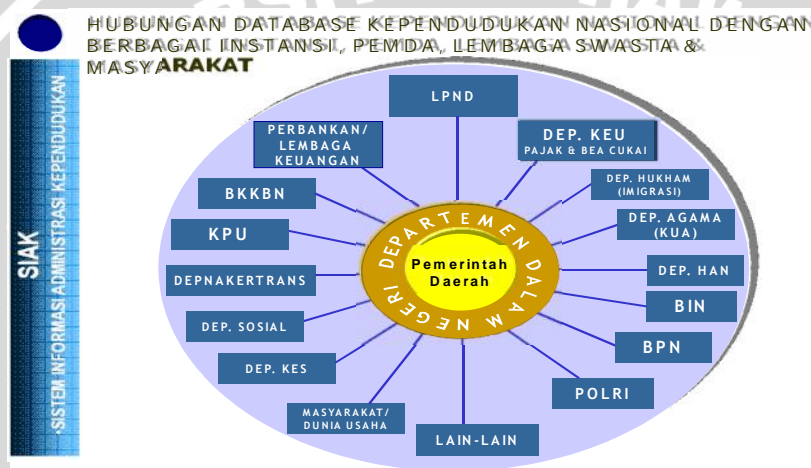 HUBUNGAN DATABASE KEPENDUDUKAN NASIONAL DENGAN
BERBAGAI INSTANSI, PEMDA, LEMBAGA SWASTA &
MASYARAKAT
SIAK
•SISTEM INFORMASI ADMINISTRASI KEPENDUDUKAN
LPND
PERBANKAN/
LEMBAGA
KEUANGAN
DEP. KEU
PAJAK & BEA CUKAI
BKKBN
DEP. HUKHAM
(IMIGRASI)
KPU
DEP. AGAMA
(KUA)
DEPARTEMEN DALAM NEGERI
Pemerintah
Daerah
DEPNAKERTRANS
DEP. HAN
BIN
DEP. SOSIAL
BPN
DEP. KES
POLRI
MASYARAKAT/
DUNIA USAHA
LAIN-LAIN